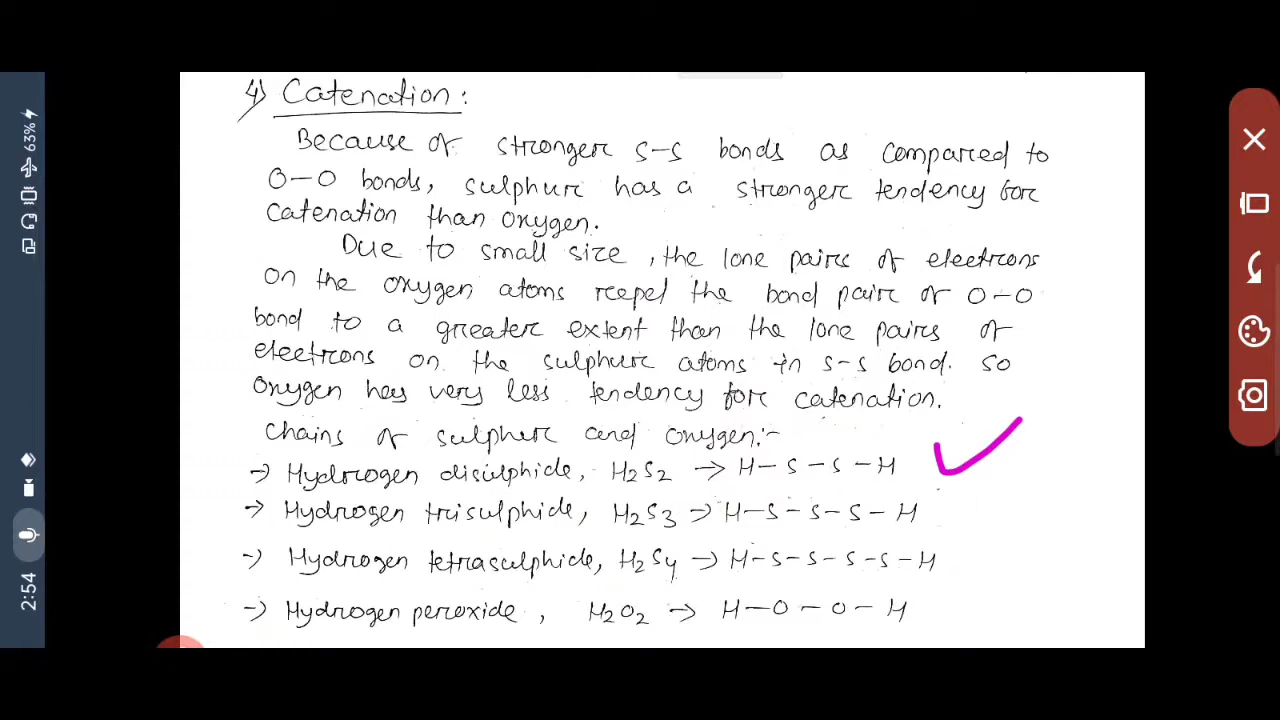 4) Catenation:
Because of stronger S-S bonds as compared to
O-O bonds, sulphur has a stronger tendency for
catenation than oxygen.
Due to small size, the lone pairs of electrons
on the oxygen atoms repel the bond pair of O-O
bond to a greater extent than the lone pairs of
electrons on the sulphur atoms in S-S bond. So
oxygen has very less tendency for catenation.
Chains of sulphur and oxygen:-
→ Hydrogen disulphide, H2S2 → H-S-S-H
→ Hydrogen trisulphide, H2S3 → H-S-S-S-H
→ Hydrogen tetrasulphide, H2S4 → H-S-S-S-S-H
→ Hydrogen peroxide, H2O2 → H-O-O-H
63%
2:54